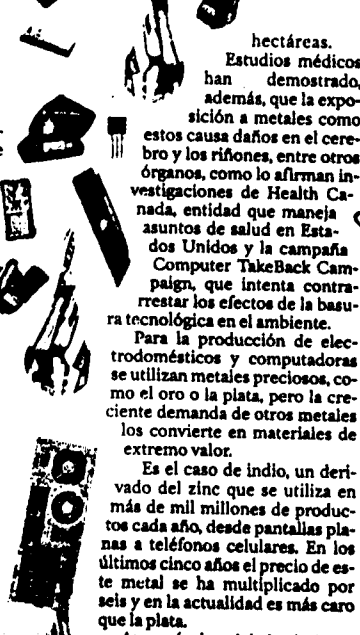 hectáreas.
Estudios médicos
han demostrado,
además, que la expo-
sición a metales como
estos causa daños en el cere-
bro y los riñones, entre otros
órganos, como lo afirman in-
vestigaciones de Health Ca-
nada, entidad que maneja
asuntos de salud en Esta-
dos Unidos y la campaña
Computer TakeBack Cam-
paign, que intenta contra-
rrestar los efectos de la basu-
ra tecnológica en el ambiente.
Para la producción de elec-
trodomésticos y computadoras
se utilizan metales preciosos, co-
mo el oro o la plata, pero la cre-
ciente demanda de otros metales
los convierte en materiales de
extremo valor.
Es el caso de indio, un deri-
vado del zinc que se utiliza en
más de mil millones de produc-
tos cada año, desde pantallas pla-
nas a teléfonos celulares. En los
últimos cinco años el precio de es-
te metal se ha multiplicado por
seis y en la actualidad es más caro
que la plata.